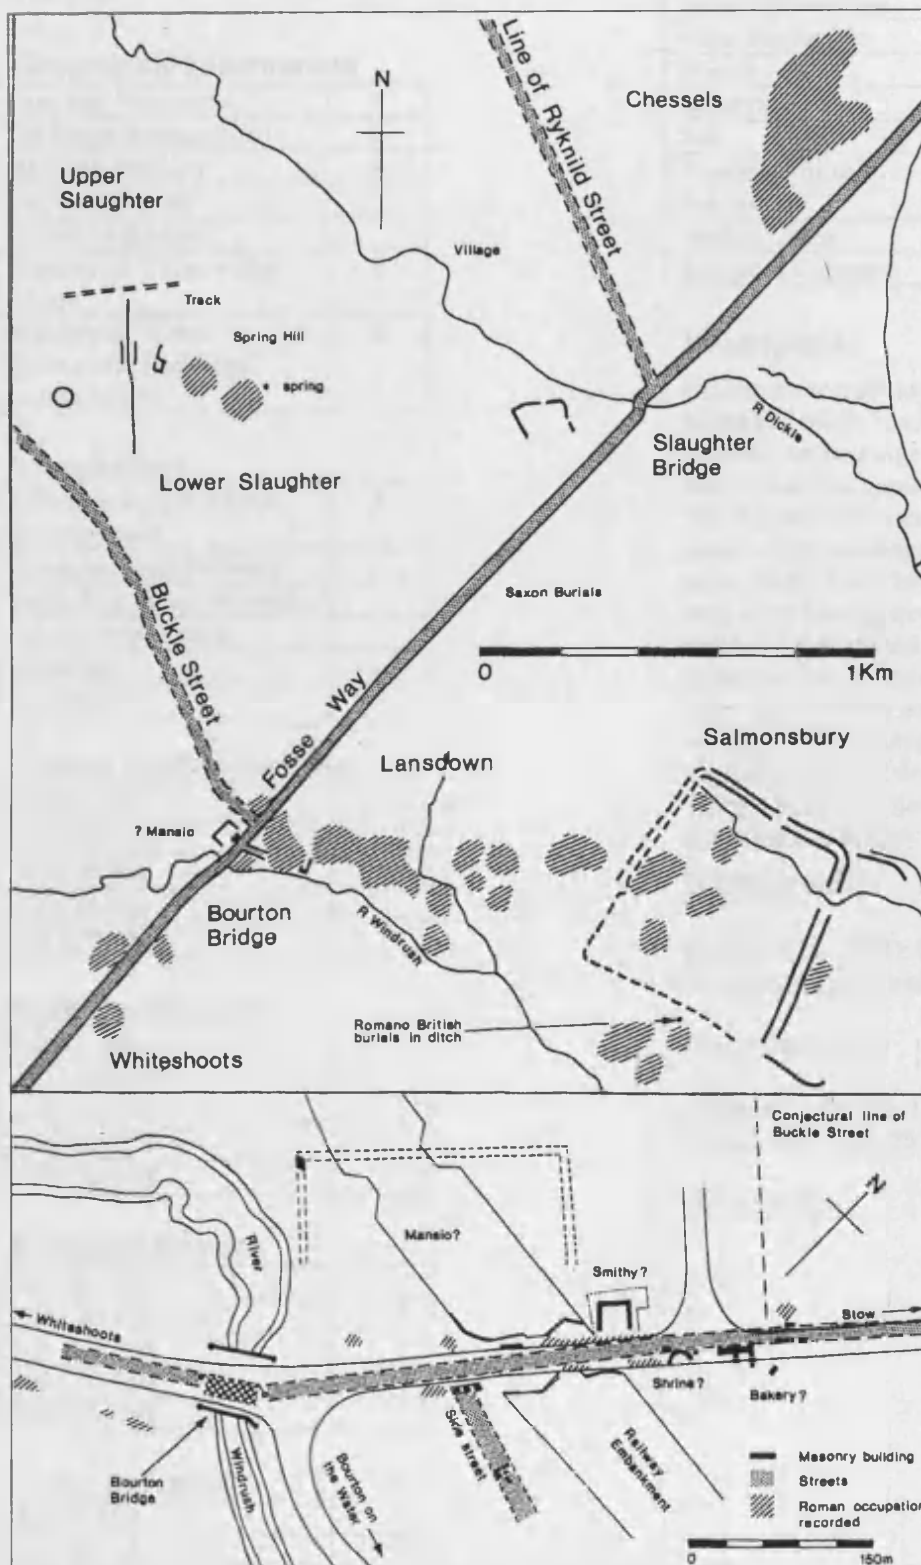 N
Line of Ryknild Street
Chessels
Upper
Slaughter
Village
Track
Spring Hill
spring
R Dickle
Slaughter
Bridge
Lower Slaughter
Buckle Street
Saxon Burials
0
1Km
Fosse Way
Lansdown
Salmonsbury
? Mansio
Bourton
Bridge
R Windrush
Romano British
burials in ditch
Whiteshoots
Conjectural line of
Buckle Street
N
River
Mansio?
Smithy?
Whiteshoots
Stow
Shrine?
Bakery?
Side street
Railway
Embankment
Bourton
Bridge
Windrush
Bourton on
the Water
Masonry building
Streets
Roman occupation
recorded
0
150m